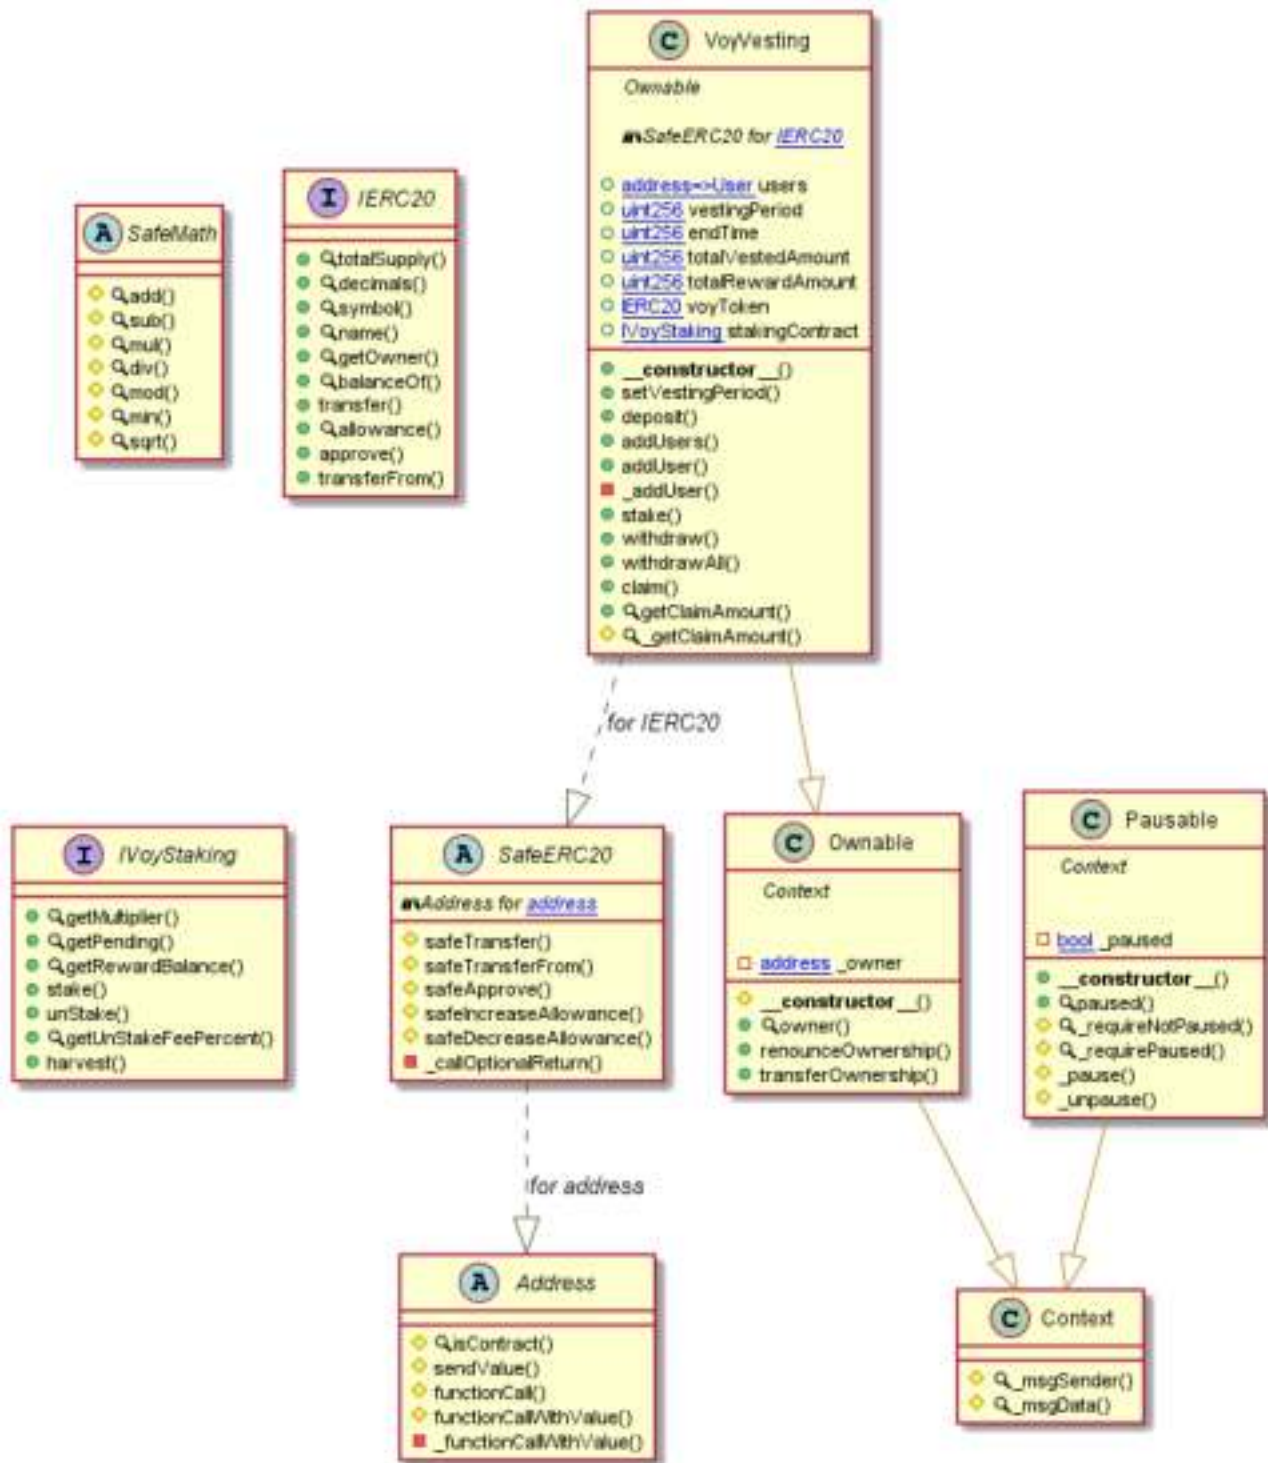 C VoyVesting
Ownable
SafeERC20 for IERC20
address=>User users
uint256 vestingPeriod
uint256 endTime
uint256 totalVestedAmount
uint256 totalRewardAmount
IERC20 voyToken
IVoyStaking stakingContract
__constructor__()
setVestingPeriod()
deposit()
addUsers()
addUser()
_addUser()
stake()
withdraw()
withdrawAll()
claim()
getClaimAmount()
_getClaimAmount()
I IERC20
totalSupply()
decimals()
symbol()
name()
getOwner()
balanceOf()
transfer()
allowance()
approve()
transferFrom()
A SafeMath
add()
sub()
mul()
div()
mod()
min()
sqrt()
for IERC20
I IVoyStaking
getMultiplier()
getPending()
getRewardBalance()
stake()
unStake()
getUnStakeFeePercent()
harvest()
A SafeERC20
Address for address
safeTransfer()
safeTransferFrom()
safeApprove()
safeIncreaseAllowance()
safeDecreaseAllowance()
_callOptionalReturn()
C Ownable
Context
address _owner
__constructor__()
owner()
renounceOwnership()
transferOwnership()
C Pausable
Context
bool _paused
__constructor__()
paused()
_requireNotPaused()
_requirePaused()
_pause()
_unpause()
for address
A Address
isContract()
sendValue()
functionCall()
functionCallWithValue()
_functionCallWithValue()
C Context
_msgSender()
_msgData()